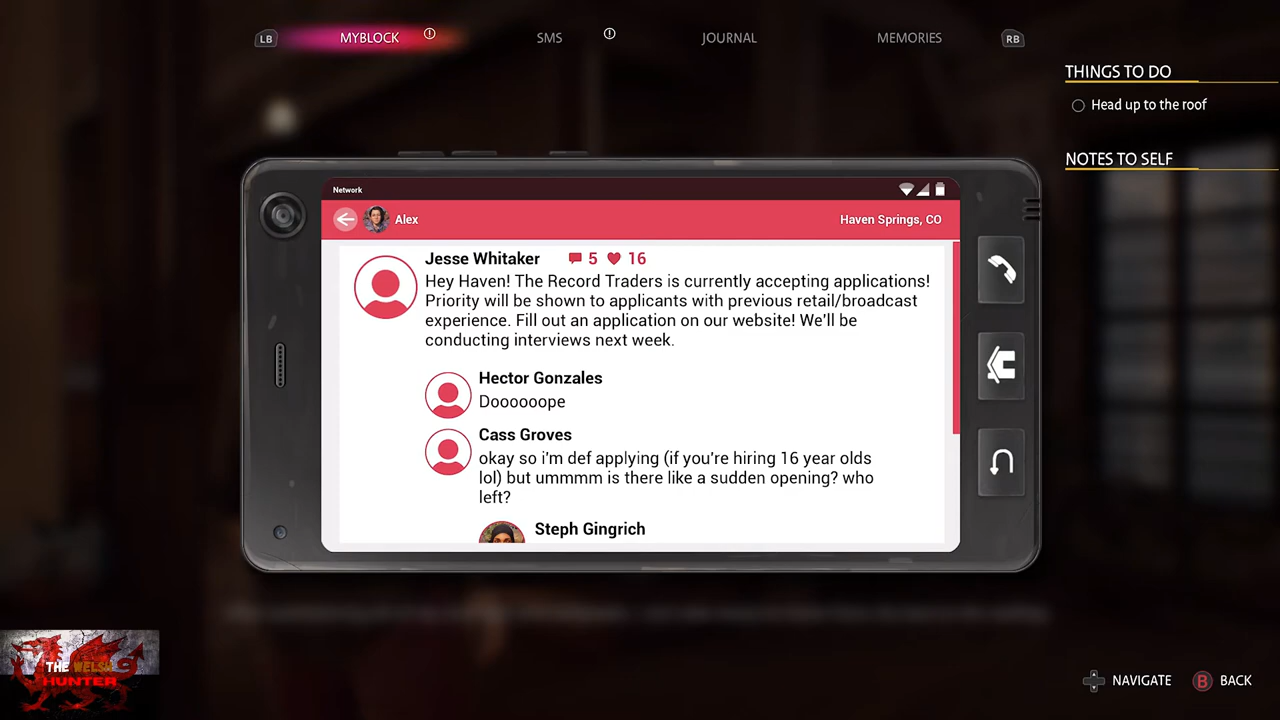 LB
MYBLOCK
SMS
JOURNAL
MEMORIES
RB
THINGS TO DO
Head up to the roof
NOTES TO SELF
Network
Alex
Haven Springs, CO
Jesse Whitaker 5 16
Hey Haven! The Record Traders is currently accepting applications!
Priority will be shown to applicants with previous retail/broadcast
experience. Fill out an application on our website! We'll be
conducting interviews next week.
Hector Gonzales
Doooooope
Cass Groves
okay so i'm def applying (if you're hiring 16 year olds
lol) but ummmm is there like a sudden opening? who
left?
Steph Gingrich
THE WELSH
HUNTER
NAVIGATE
B BACK